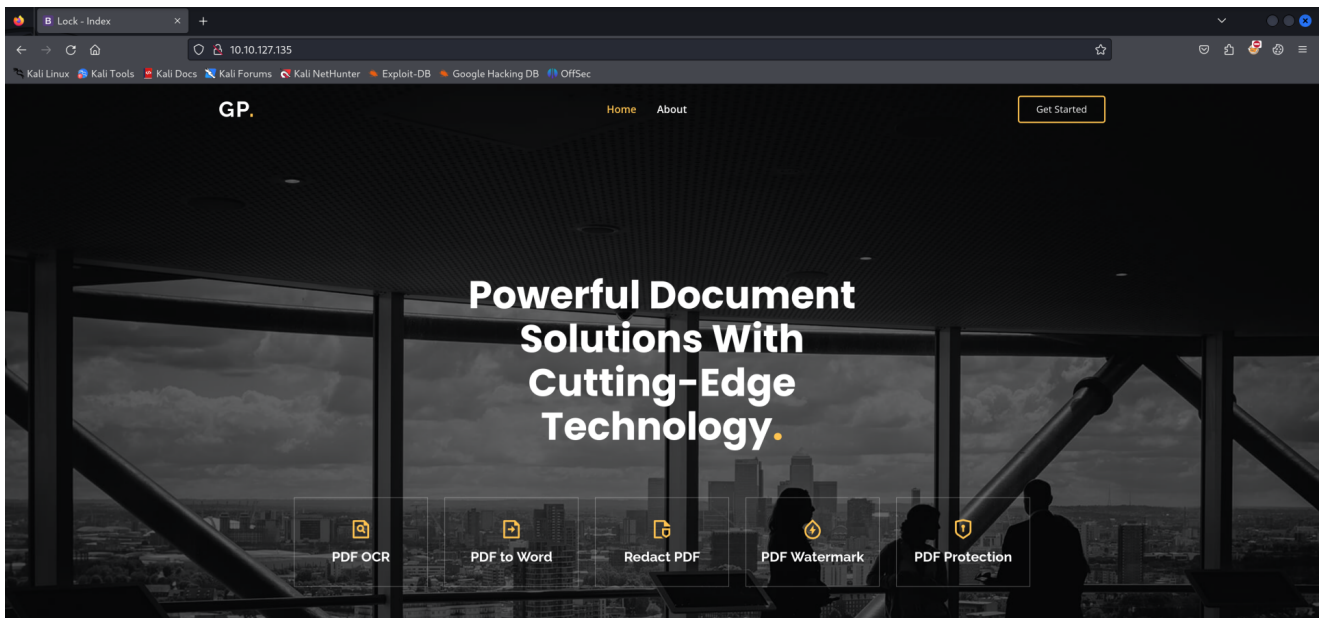 Lock - Index
10.10.127.135
Kali Linux Kali Tools Kali Docs Kali Forums Kali NetHunter Exploit-DB Google Hacking DB OffSec
GP. Home About Get Started
Powerful Document
Solutions With
Cutting-Edge
Technology.
PDF OCR PDF to Word Redact PDF PDF Watermark PDF Protection